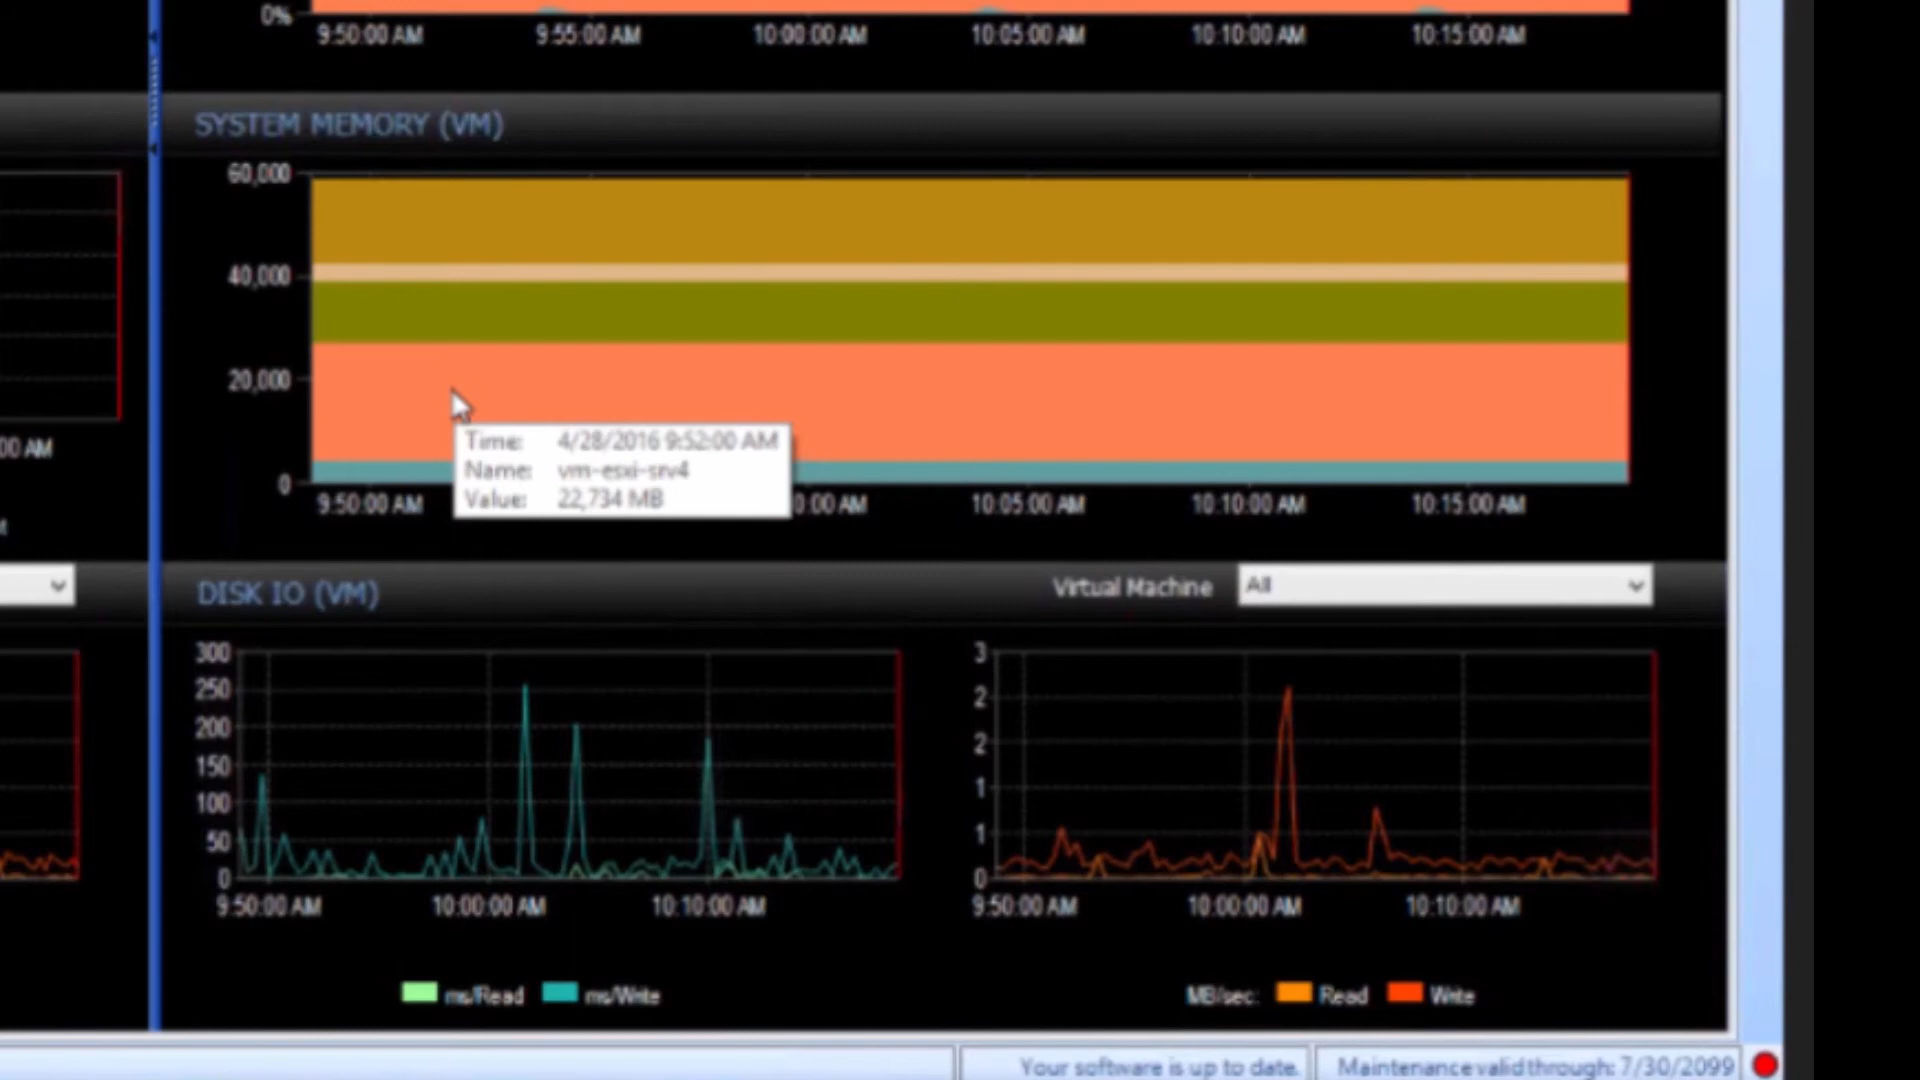 0%
9:50:00 AM 9:55:00 AM 10:00:00 AM 10:05:00 AM 10:10:00 AM 10:15:00 AM
SYSTEM MEMORY (VM)
60,000
40,000
20,000
0
Time: 4/28/2016 9:52:00 AM
Name: vm-esxi-srv4
Value: 22,734 MB
9:50:00 AM 0:00 AM 10:05:00 AM 10:10:00 AM 10:15:00 AM
00 AM
DISK IO (VM)
Virtual Machine All
300
250
200
150
100
50
0
9:50:00 AM 10:00:00 AM 10:10:00 AM
ms/Read ms/Write
3
2
2
1
1
0
9:50:00 AM 10:00:00 AM 10:10:00 AM
MB/sec: Read Write
Your software is up to date.
Maintenance valid through: 7/30/2099